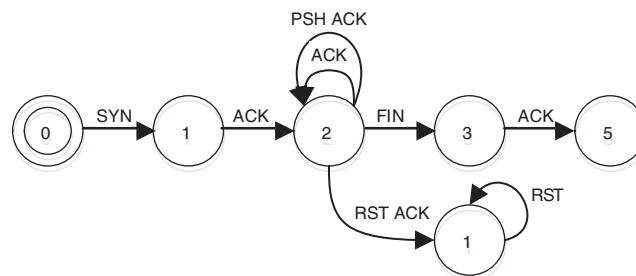 PSH ACK
ACK
SYN
ACK
FIN
ACK
0
1
2
3
5
RST ACK
RST
1